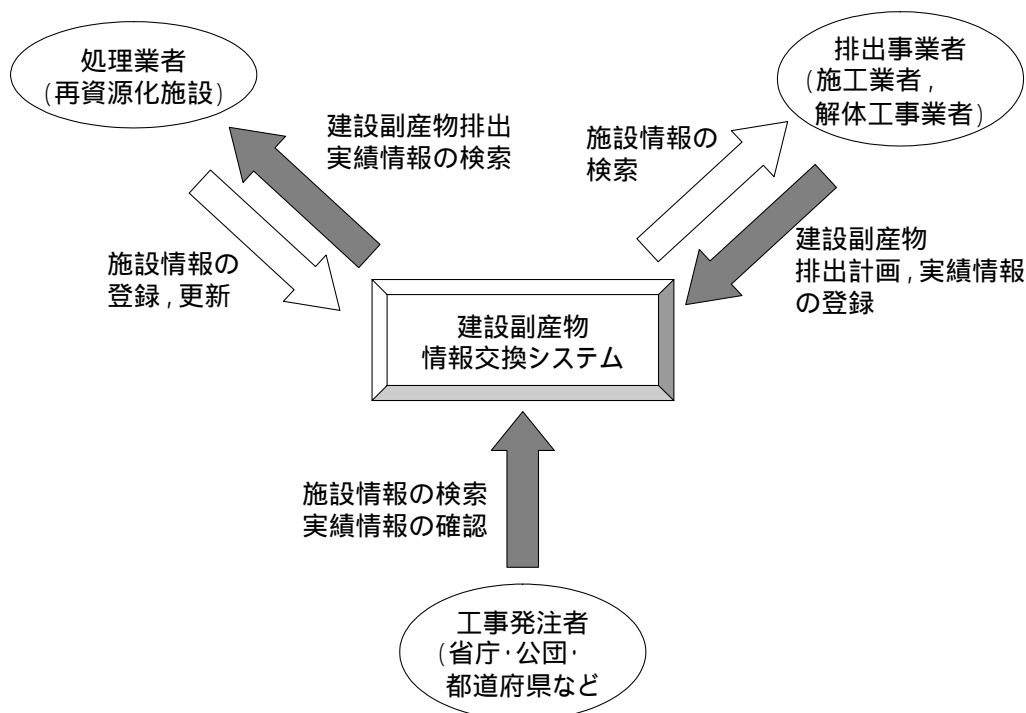 処理業者
(再資源化施設)
排出事業者
(施工業者,
解体工事業者)
建設副産物排出
実績情報の検索
施設情報の
検索
施設情報の
登録,更新
建設副産物
排出計画,実績情報
の登録
建設副産物
情報交換システム
施設情報の検索
実績情報の確認
工事発注者
(省庁・公団・
都道府県など